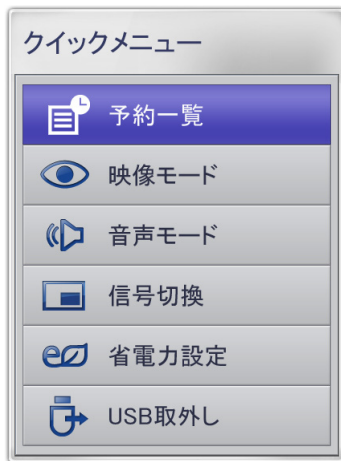 クイックメニュー
予約一覧
映像モード
音声モード
信号切換
省電力設定
USB取外し